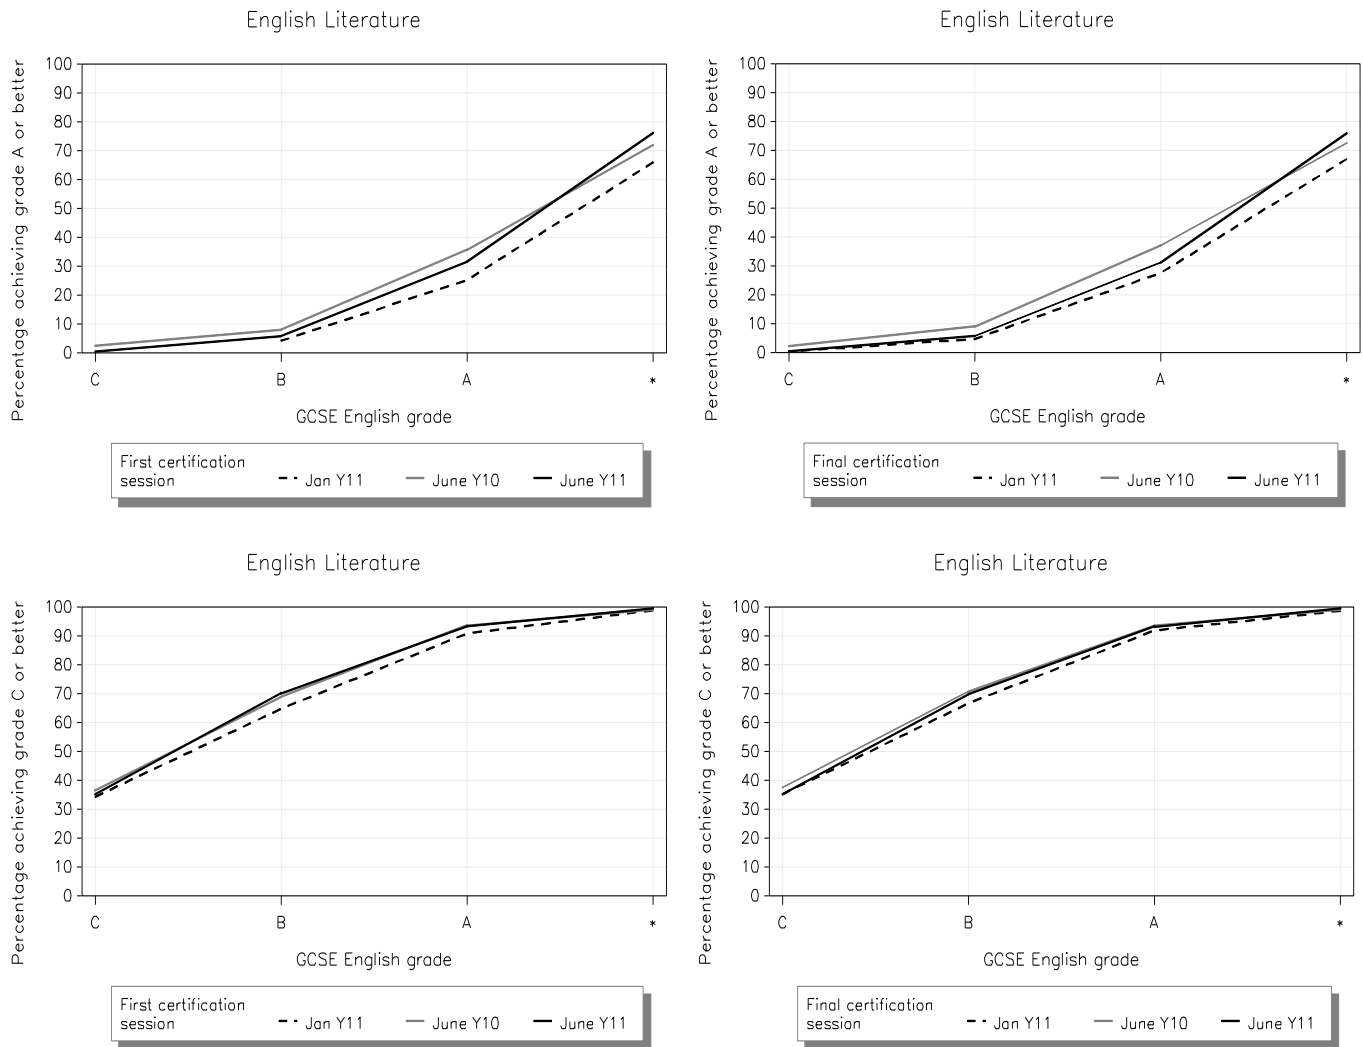 English Literature
Percentage achieving grade A or better
100
90
80
70
60
50
40
30
20
10
0
C B A *
GCSE English grade
First certification
session Jan Y11 June Y10 June Y11
English Literature
Percentage achieving grade A or better
100
90
80
70
60
50
40
30
20
10
0
C B A *
GCSE English grade
Final certification
session Jan Y11 June Y10 June Y11
English Literature
Percentage achieving grade C or better
100
90
80
70
60
50
40
30
20
10
0
C B A *
GCSE English grade
First certification
session Jan Y11 June Y10 June Y11
English Literature
Percentage achieving grade C or better
100
90
80
70
60
50
40
30
20
10
0
C B A *
GCSE English grade
Final certification
session Jan Y11 June Y10 June Y11